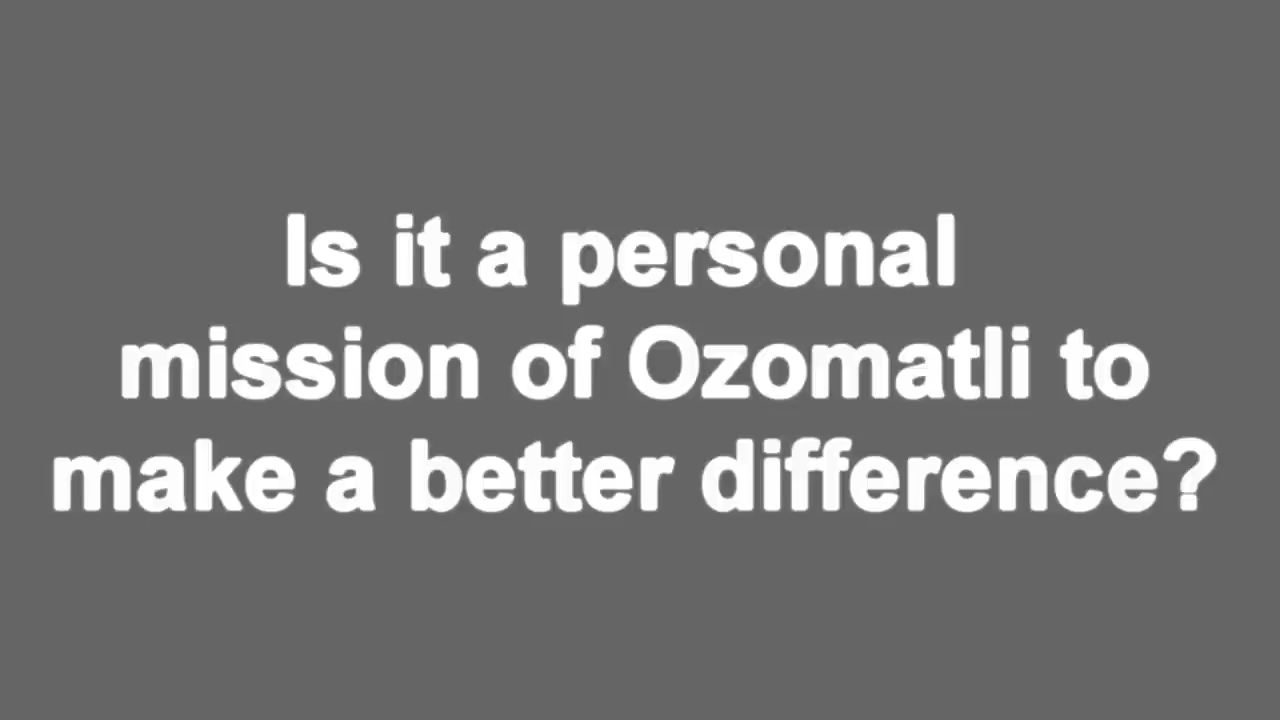 Is it a personal
mission of Ozomatli to
make a better difference?